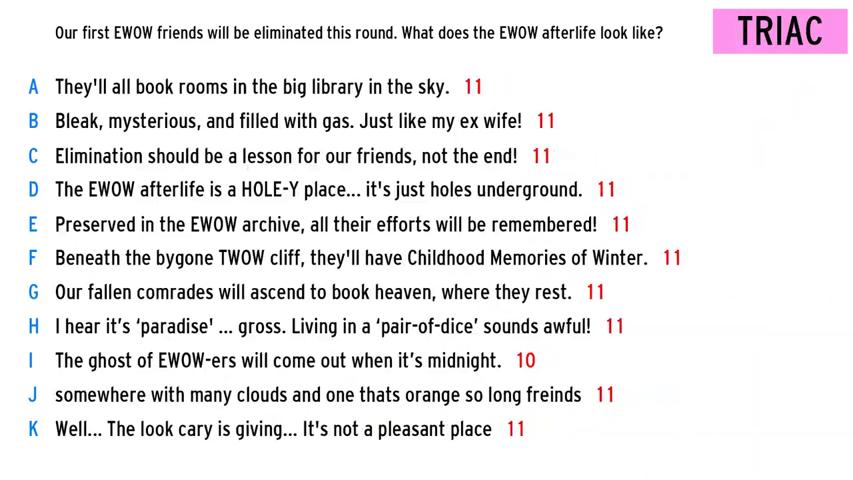 Our first EWOW friends will be eliminated this round. What does the EWOW afterlife look like?
TRIAC
A They'll all book rooms in the big library in the sky. 11
B Bleak, mysterious, and filled with gas. Just like my ex wife! 11
C Elimination should be a lesson for our friends, not the end! 11
D The EWOW afterlife is a HOLE-Y place... it's just holes underground. 11
E Preserved in the EWOW archive, all their efforts will be remembered! 11
F Beneath the bygone TWOW cliff, they'll have Childhood Memories of Winter. 11
G Our fallen comrades will ascend to book heaven, where they rest. 11
H I hear it’s ‘paradise' ... gross. Living in a ‘pair-of-dice’ sounds awful! 11
I The ghost of EWOW-ers will come out when it’s midnight. 10
J somewhere with many clouds and one thats orange so long freinds 11
K Well... The look cary is giving... It's not a pleasant place 11